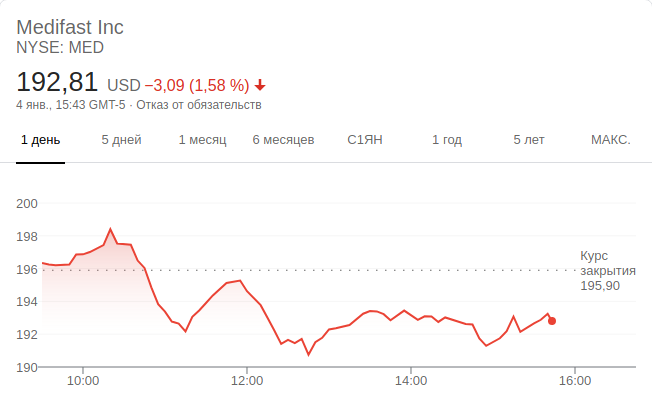 Medifast Inc
NYSE: MED
192,81 USD −3,09 (1,58 %)
4 янв., 15:43 GMT-5 · Отказ от обязательств
1 день 5 дней 1 месяц 6 месяцев С1ЯН 1 год 5 лет МАКС.
200
198
196
194
192
190
Курс
закрытия
195,90
10:00 12:00 14:00 16:00